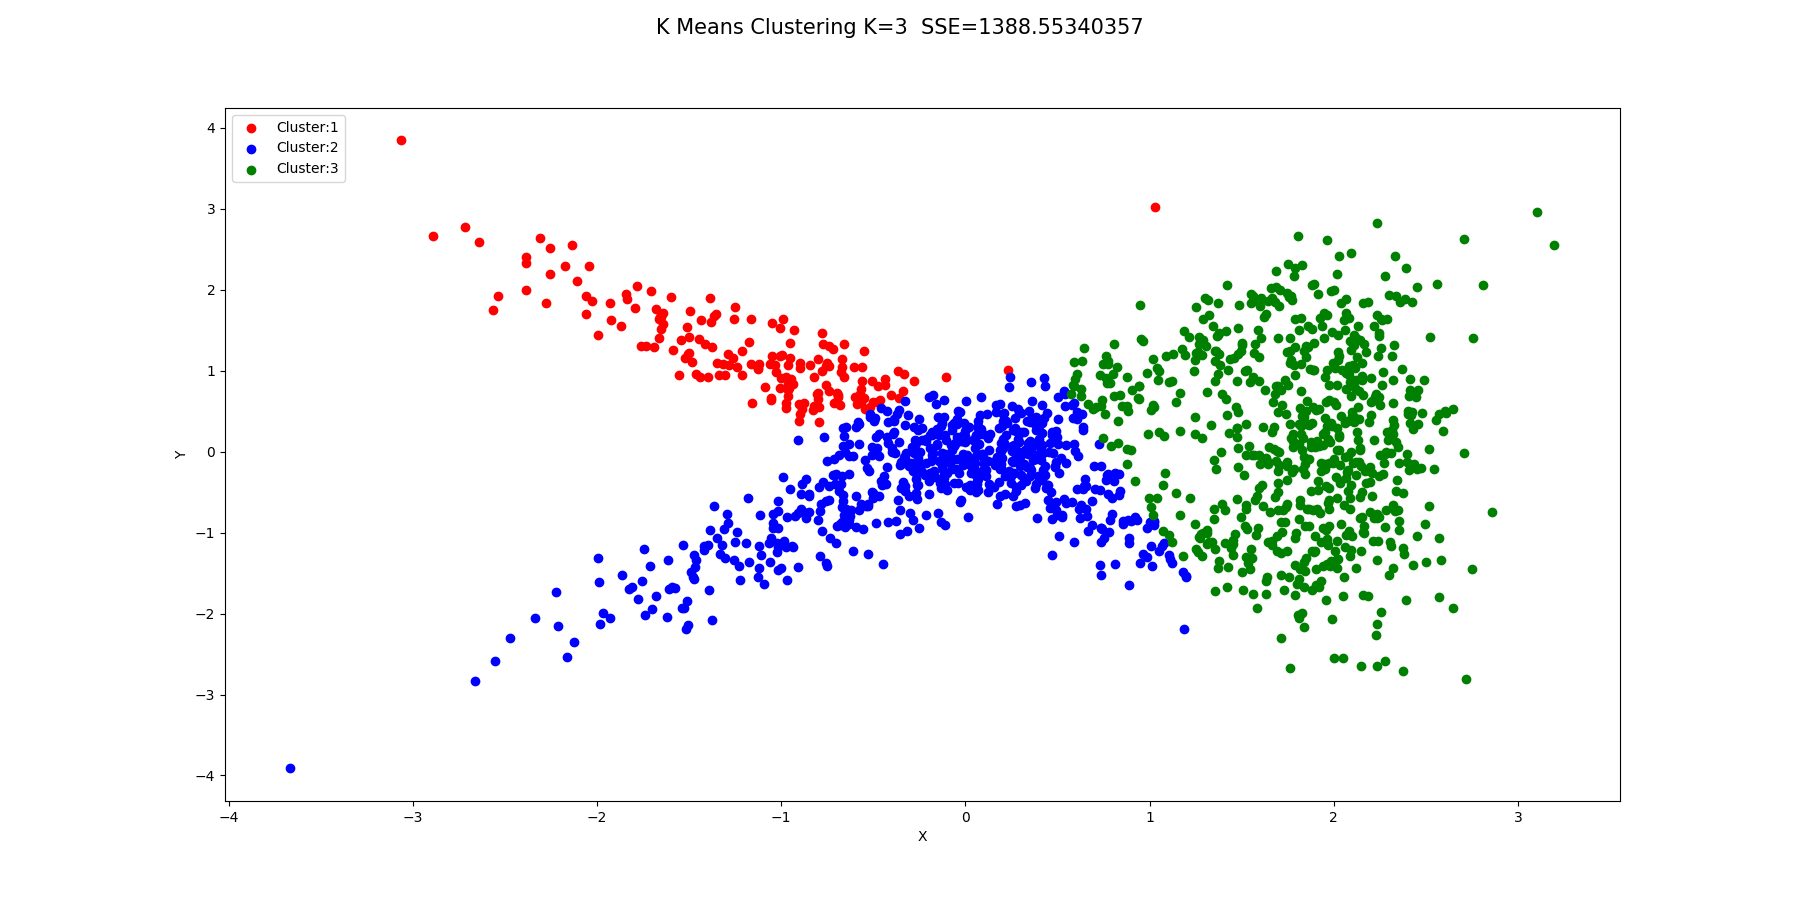 K Means Clustering K=3  SSE=1388.55340357
Cluster:1
Cluster:2
Cluster:3
4
3
2
1
0
−1
−2
−3
−4
Y
−4 −3 −2 −1 0 1 2 3
X